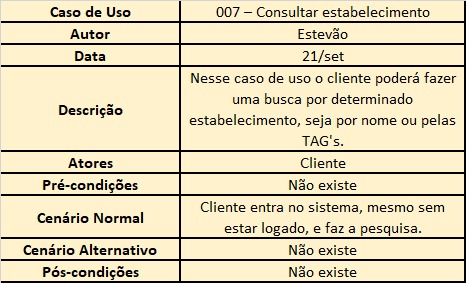 Caso de Uso 007 – Consultar estabelecimento
Autor Estevão
Data 21/set
Descrição
Nesse caso de uso o cliente poderá fazer
uma busca por determinado
estabelecimento, seja por nome ou pelas
TAG's.
Atores Cliente
Pré-condições Não existe
Cenário Normal
Cliente entra no sistema, mesmo sem
estar logado, e faz a pesquisa.
Cenário Alternativo Não existe
Pós-condições Não existe